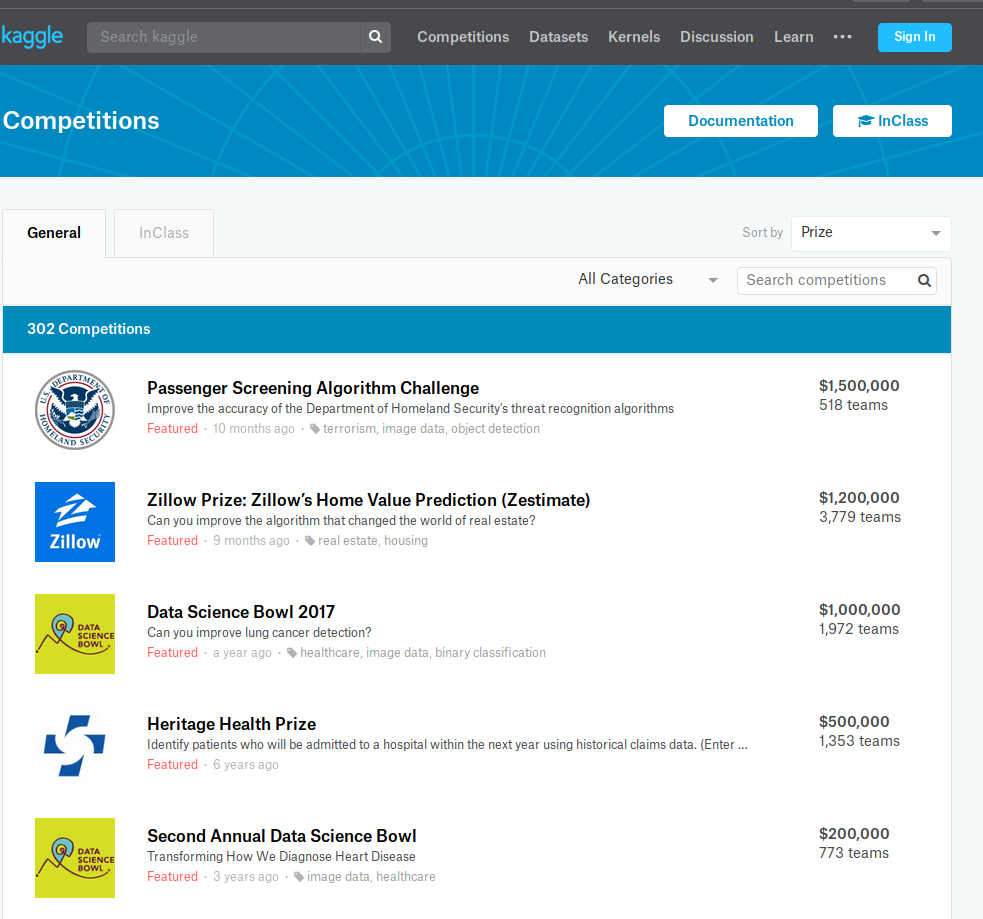 kaggle
Search kaggle
Competitions Datasets Kernels Discussion Learn ••• Sign In
Competitions
Documentation
InClass
General
InClass
Sort by Prize
All Categories
Search competitions
302 Competitions
U.S. DEPARTMENT OF HOMELAND SECURITY
Passenger Screening Algorithm Challenge
Improve the accuracy of the Department of Homeland Security's threat recognition algorithms
Featured · 10 months ago · terrorism, image data, object detection
$1,500,000
518 teams
Zillow
Zillow Prize: Zillow’s Home Value Prediction (Zestimate)
Can you improve the algorithm that changed the world of real estate?
Featured · 9 months ago · real estate, housing
$1,200,000
3,779 teams
DATA
SCIENCE
BOWL
Data Science Bowl 2017
Can you improve lung cancer detection?
Featured · a year ago · healthcare, image data, binary classification
$1,000,000
1,972 teams
Heritage Health Prize
Identify patients who will be admitted to a hospital within the next year using historical claims data. (Enter ...
Featured · 6 years ago
$500,000
1,353 teams
DATA
SCIENCE
BOWL
Second Annual Data Science Bowl
Transforming How We Diagnose Heart Disease
Featured · 3 years ago · image data, healthcare
$200,000
773 teams